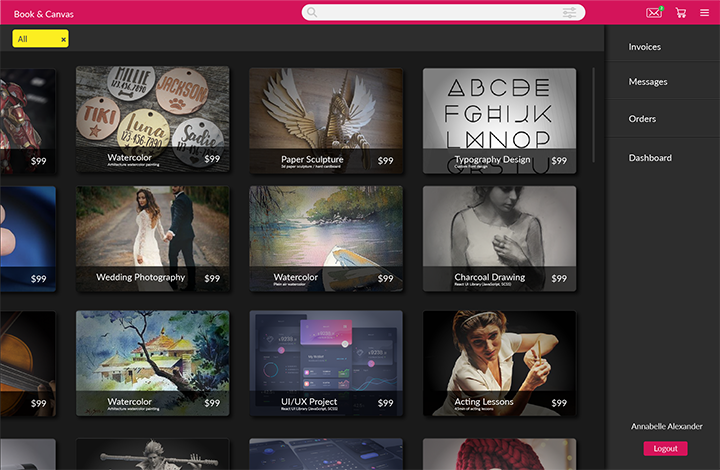 Book & Canvas
All ×
Invoices
Messages
Orders
Dashboard
$99
MILLIE
JACKSON
TIKI
Luna
123·456·7890
Sadie
Watercolor
Architecture watercolor painting
$99
Paper Sculpture
3d paper sculpture / hard cardboard
$99
ABCDE
FGHIJK
LMNOP
Typography Design
Custom font design
$99
$99
Wedding Photography
$99
Watercolor
Plein air watercolor
$99
Charcoal Drawing
React UI Library (JavaScript, SCSS)
$99
$99
Watercolor
Architecture watercolor painting
$99
UI/UX Project
React UI Library (JavaScript, SCSS)
$99
Acting Lessons
45min of acting lessons
$99
Annabelle Alexander
Logout